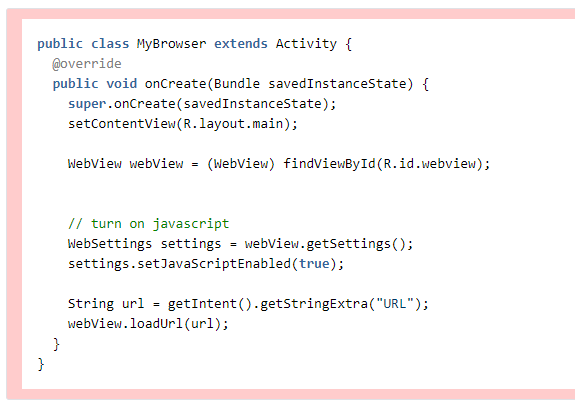 public class MyBrowser extends Activity {
  @override
  public void onCreate(Bundle savedInstanceState) {
    super.onCreate(savedInstanceState);
    setContentView(R.layout.main);

    WebView webView = (WebView) findViewById(R.id.webview);


    // turn on javascript
    WebSettings settings = webView.getSettings();
    settings.setJavaScriptEnabled(true);

    String url = getIntent().getStringExtra("URL");
    webView.loadUrl(url);
  }
}